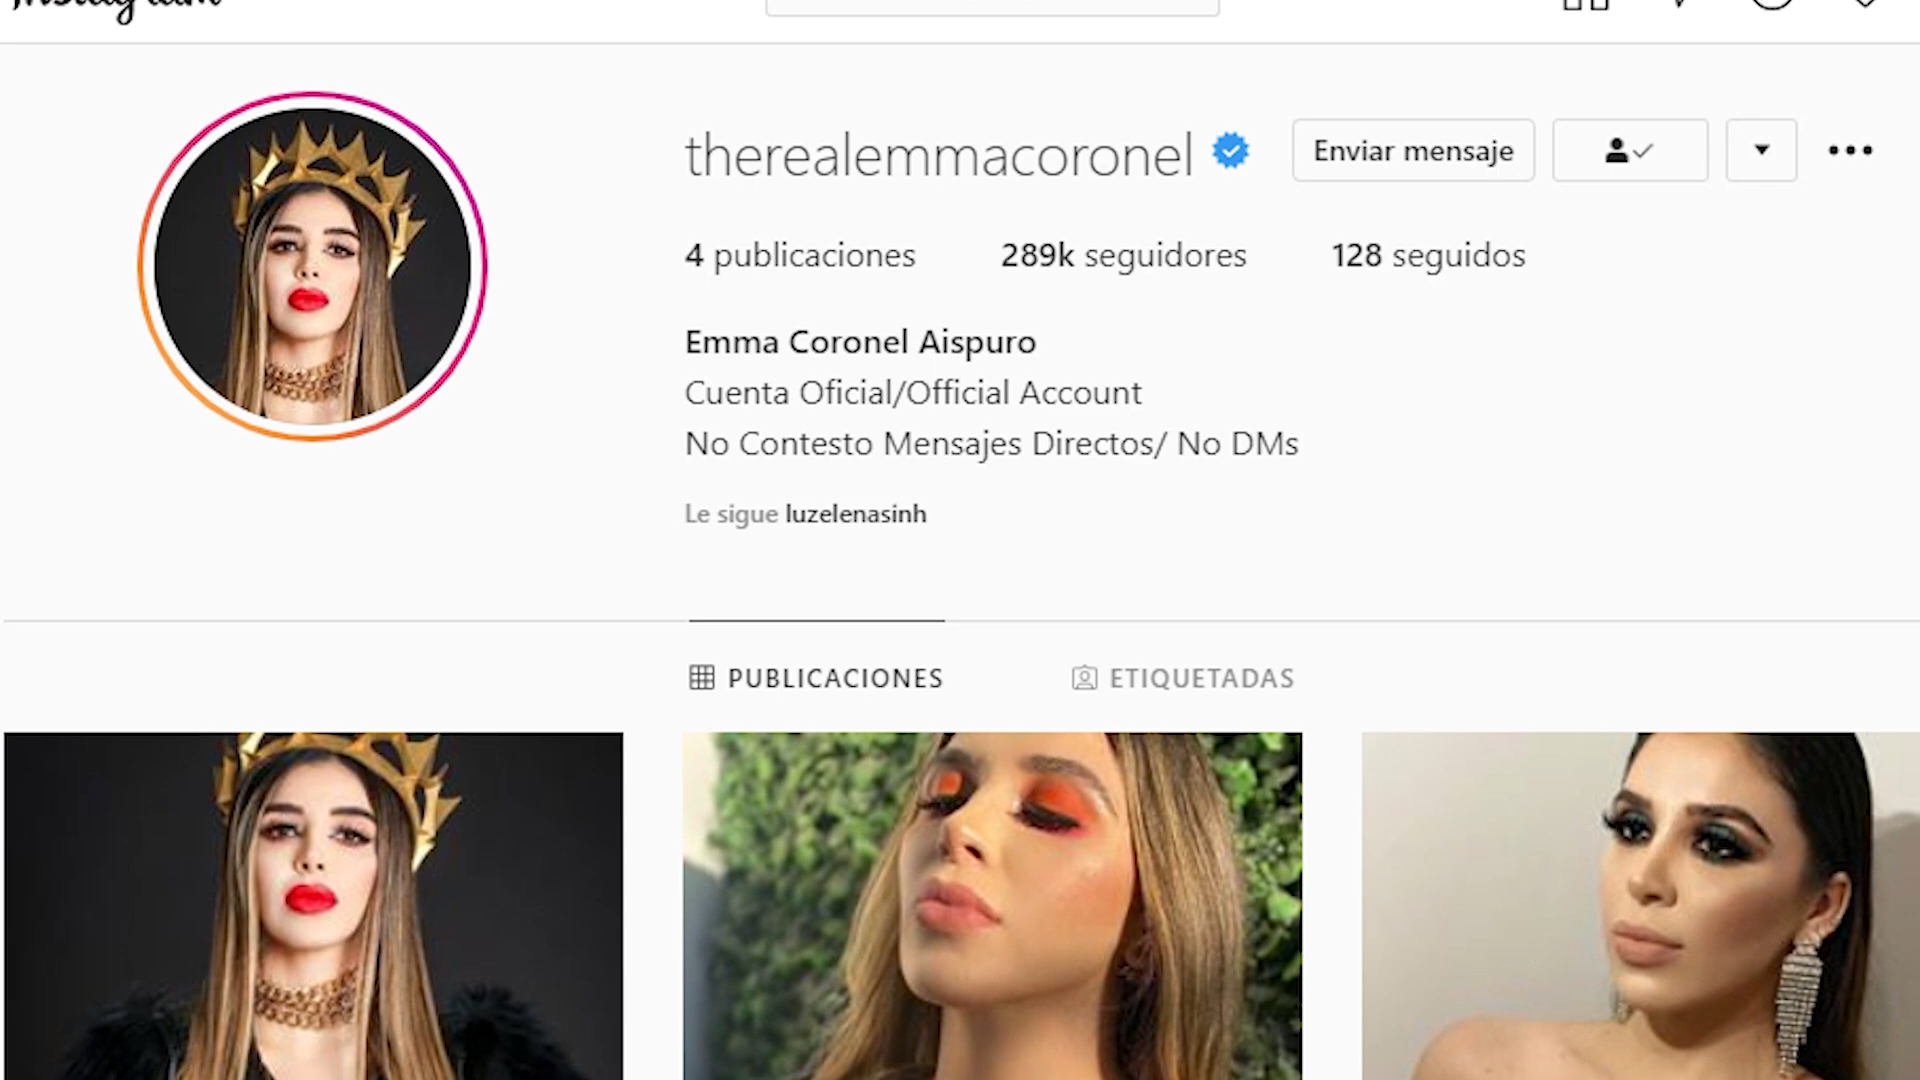 Instagram
therealemmacoronel
Enviar mensaje
4 publicaciones 289k seguidores 128 seguidos
Emma Coronel Aispuro
Cuenta Oficial/Official Account
No Contesto Mensajes Directos/ No DMs
Le sigue luzelenasinh
PUBLICACIONES ETIQUETADAS